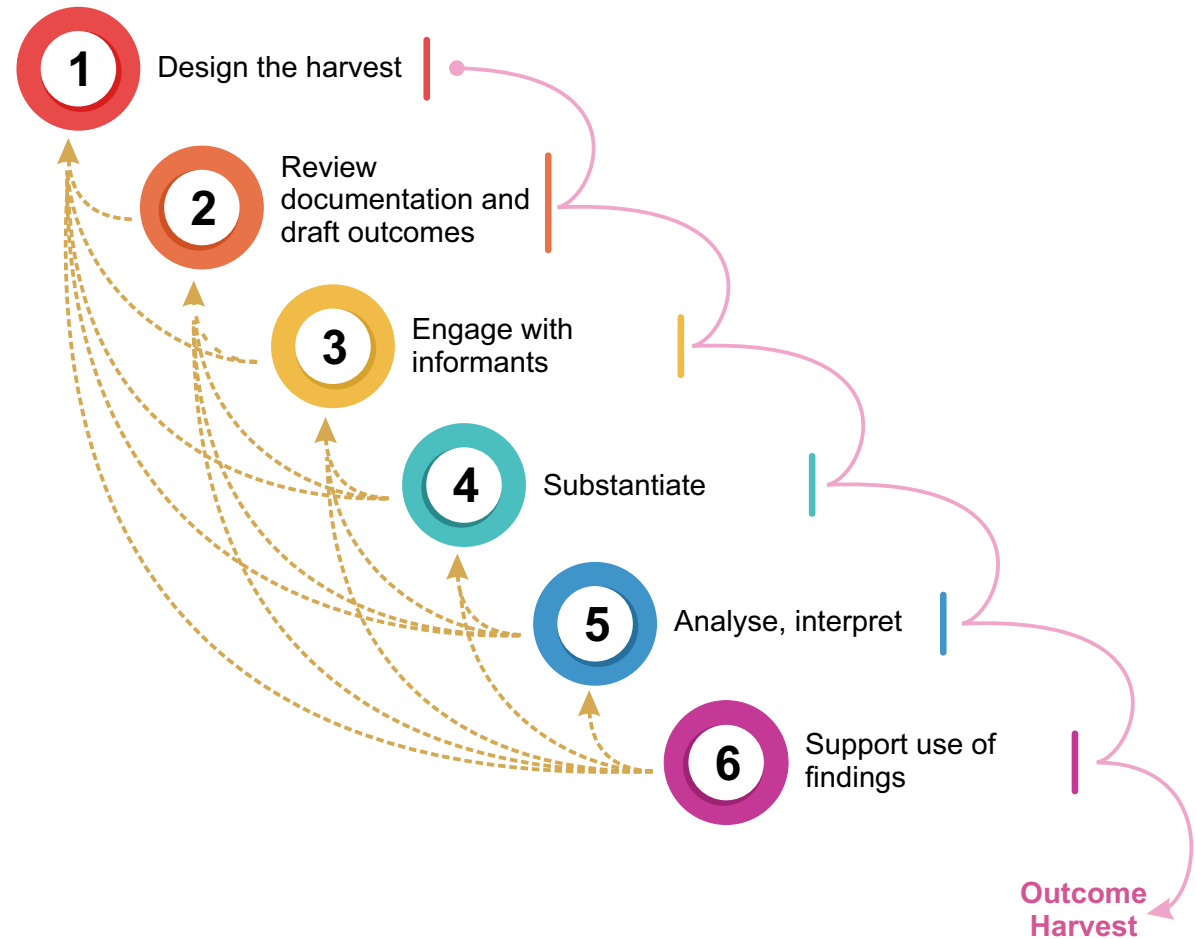 1
Design the harvest
2
Review
documentation and
draft outcomes
3
Engage with
informants
4
Substantiate
5
Analyse, interpret
6
Support use of
findings
Outcome
Harvest